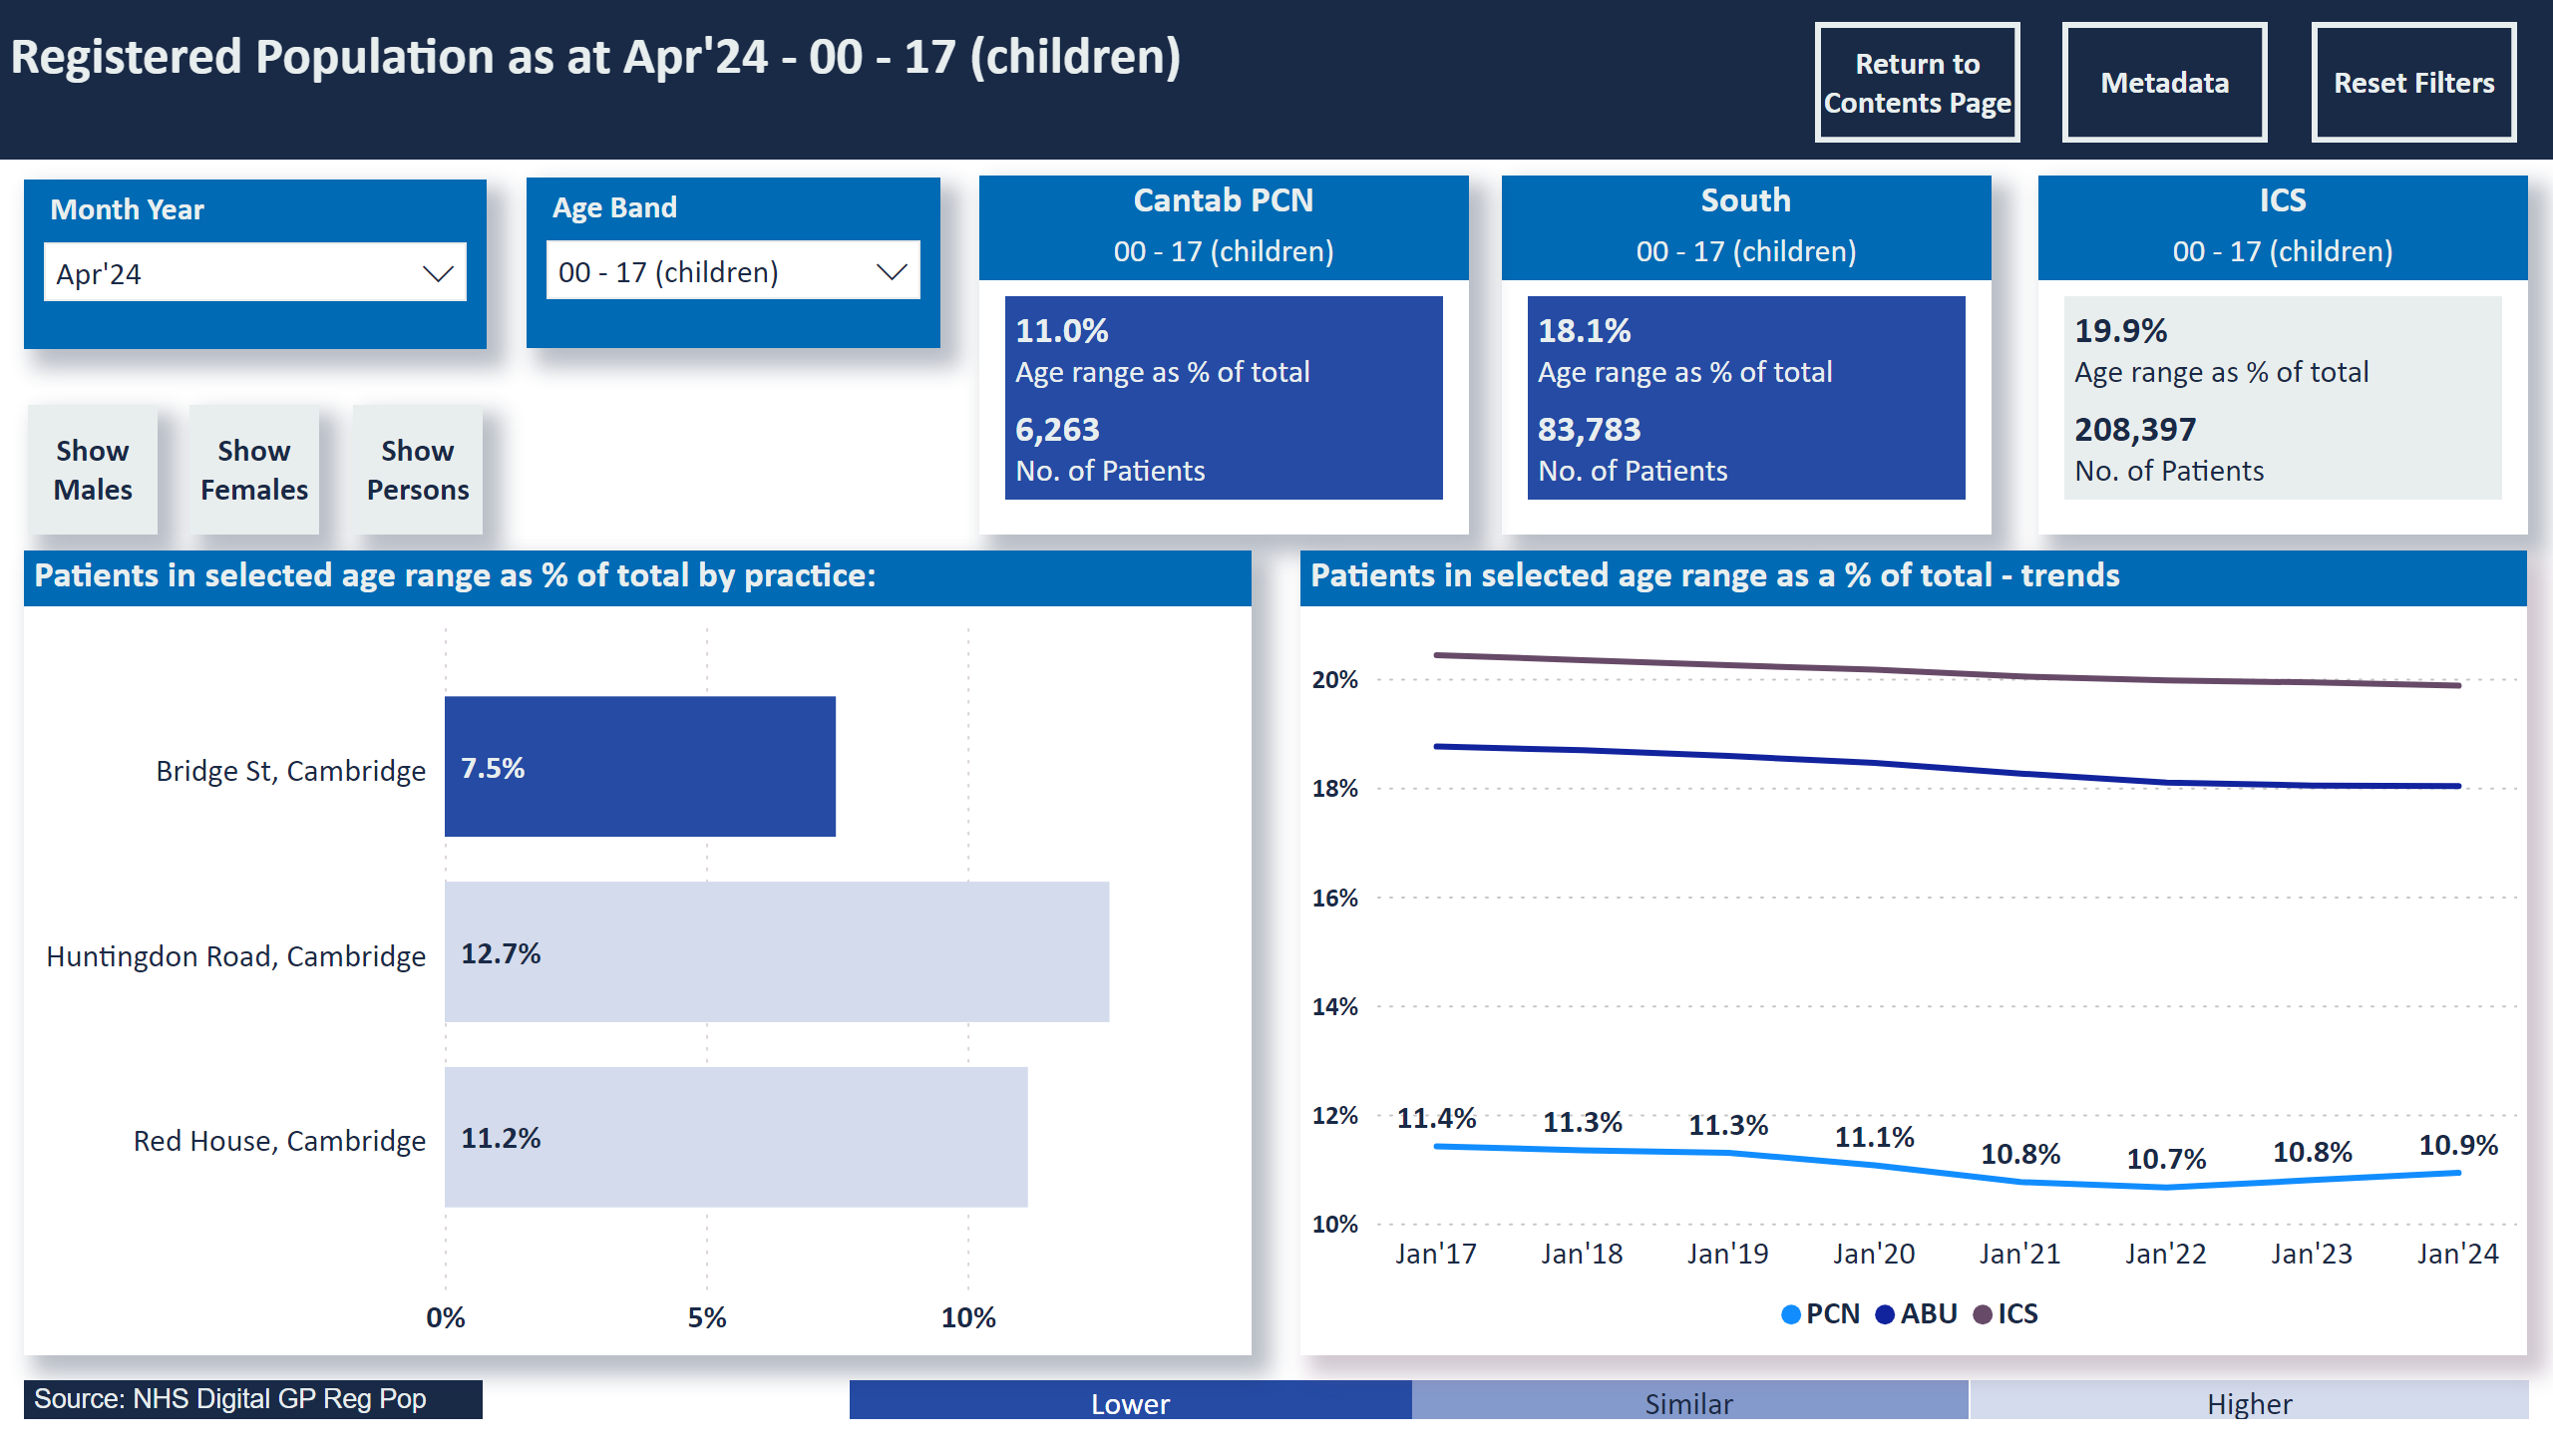 Registered Population as at Apr'24 - 00 - 17 (children)
Return to
Contents Page
Metadata
Reset Filters
Month Year
Apr'24
Age Band
00 - 17 (children)
Cantab PCN
00 - 17 (children)
11.0%
Age range as % of total
6,263
No. of Patients
South
00 - 17 (children)
18.1%
Age range as % of total
83,783
No. of Patients
ICS
00 - 17 (children)
19.9%
Age range as % of total
208,397
No. of Patients
Show
Males
Show
Females
Show
Persons
Patients in selected age range as % of total by practice:
Bridge St, Cambridge
7.5%
Huntingdon Road, Cambridge
12.7%
Red House, Cambridge
11.2%
0%
5%
10%
Patients in selected age range as a % of total - trends
20%
18%
16%
14%
12%
10%
11.4%
11.3%
11.3%
11.1%
10.8%
10.7%
10.8%
10.9%
Jan'17
Jan'18
Jan'19
Jan'20
Jan'21
Jan'22
Jan'23
Jan'24
PCN
ABU
ICS
Source: NHS Digital GP Reg Pop
Lower
Similar
Higher